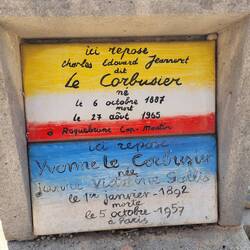 ici repose
Charles Edouard Jeanneret
dit
Le Corbusier
né
le 6 octobre 1887
mort
le 27 août 1965
à Roquebrune Cap-Martin
ici repose
Yvonne Le Corbusier
née
Jeanne Victorine Gallis
le 1er janvier 1892
morte
le 5 octobre 1957
à Paris